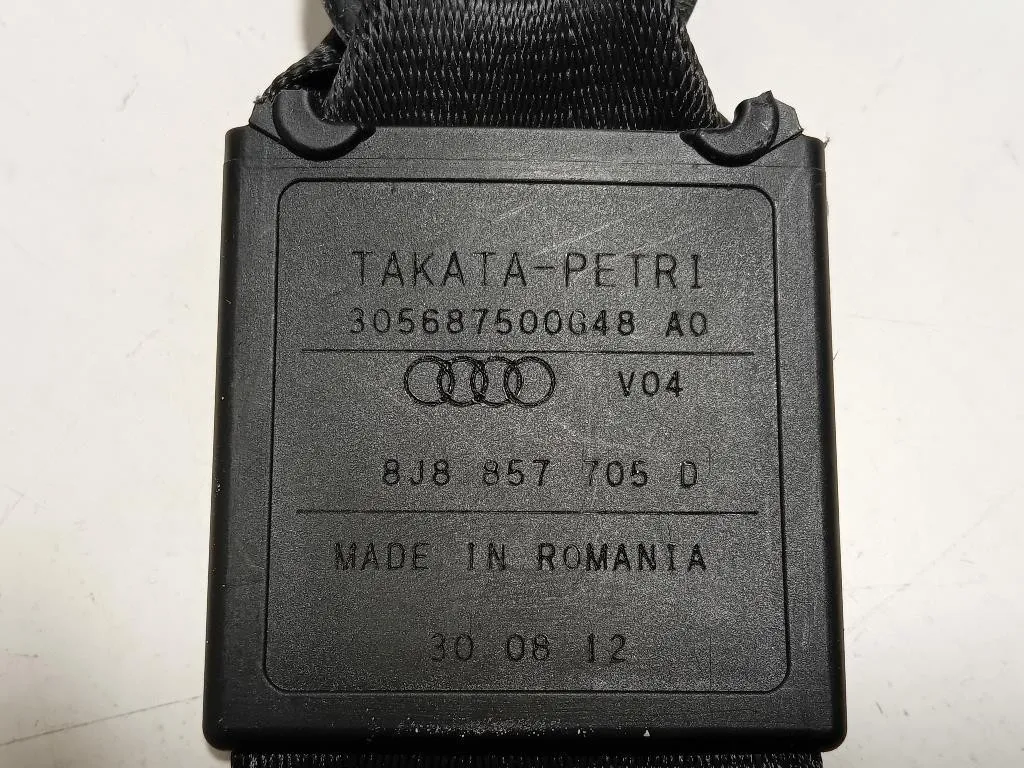 TAKATA-PETRI
305687500G48 A0
V04
8J8 857 705 D
MADE IN ROMANIA
30 08 12